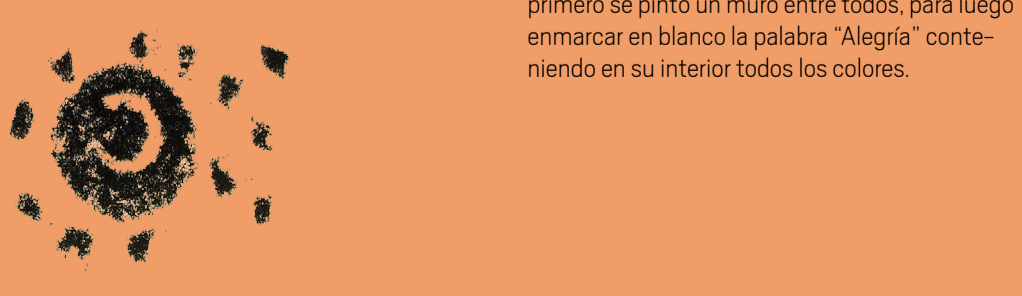 primero se pintó un muro entre todos, para luego
enmarcar en blanco la palabra “Alegría” conte-
niendo en su interior todos los colores.